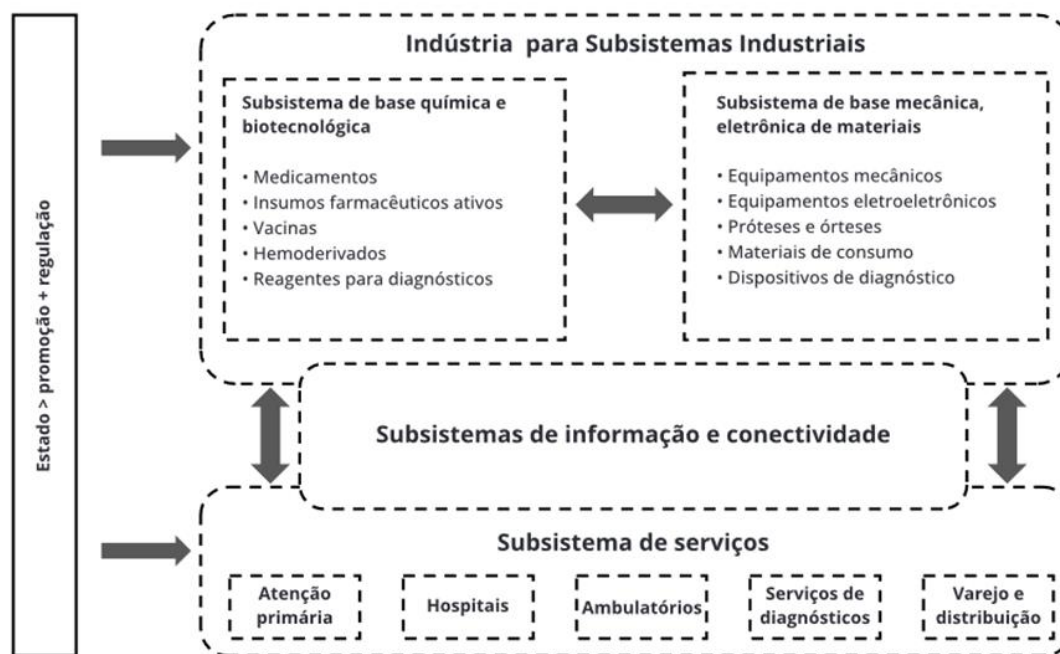 Estado > promoção + regulação
Indústria para Subsistemas Industriais
Subsistema de base química e
biotecnológica
• Medicamentos
• Insumos farmacêuticos ativos
• Vacinas
• Hemoderivados
• Reagentes para diagnósticos
Subsistema de base mecânica,
eletrônica de materiais
• Equipamentos mecânicos
• Equipamentos eletroeletrônicos
• Próteses e órteses
• Materiais de consumo
• Dispositivos de diagnóstico
Subsistemas de informação e conectividade
Subsistema de serviços
Atenção
primária
Hospitais
Ambulatórios
Serviços de
diagnósticos
Varejo e
distribuição